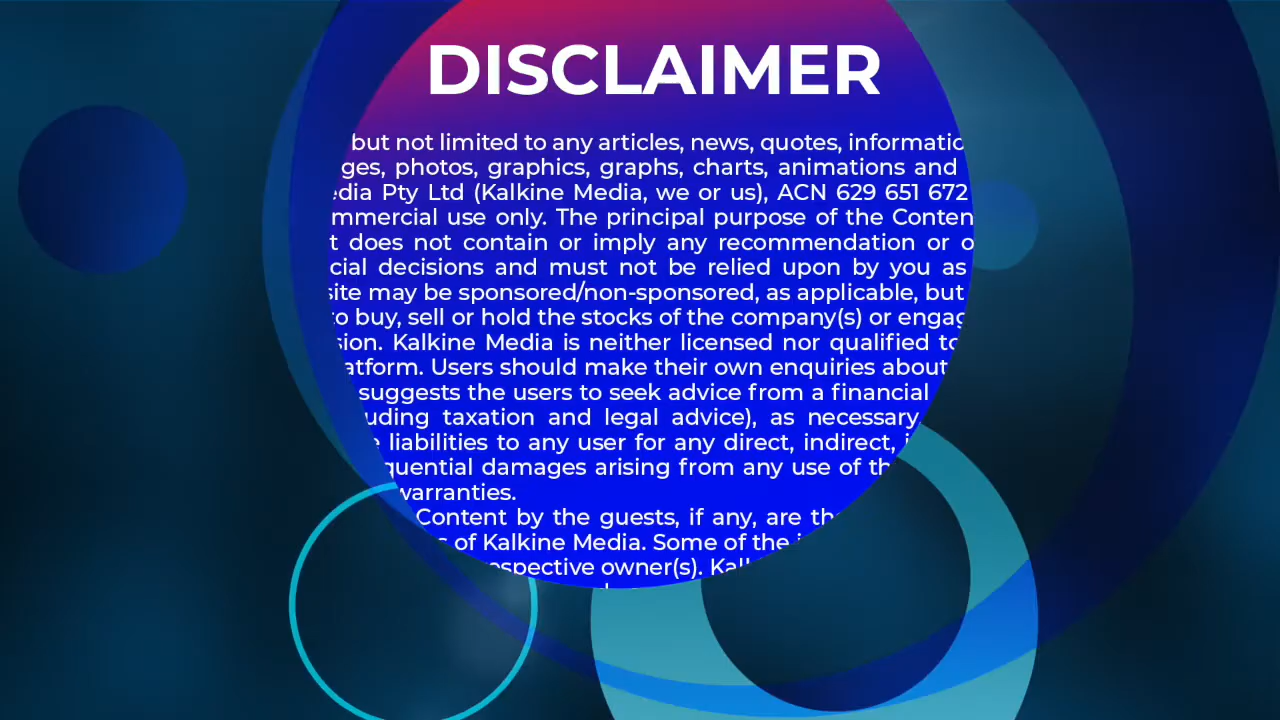 DISCLAIMER
but not limited to any articles, news, quotes, informatio
ges, photos, graphics, graphs, charts, animations and
edia Pty Ltd (Kalkine Media, we or us), ACN 629 651 672
mmercial use only. The principal purpose of the Conten
t does not contain or imply any recommendation or o
cial decisions and must not be relied upon by you as
site may be sponsored/non-sponsored, as applicable, but
to buy, sell or hold the stocks of the company(s) or engag
sion. Kalkine Media is neither licensed nor qualified to
atform. Users should make their own enquiries about
suggests the users to seek advice from a financial
uding taxation and legal advice), as necessary
e liabilities to any user for any direct, indirect, i
quential damages arising from any use of th
warranties.
Content by the guests, if any, are the
s of Kalkine Media. Some of the i
espective owner(s). Kalk